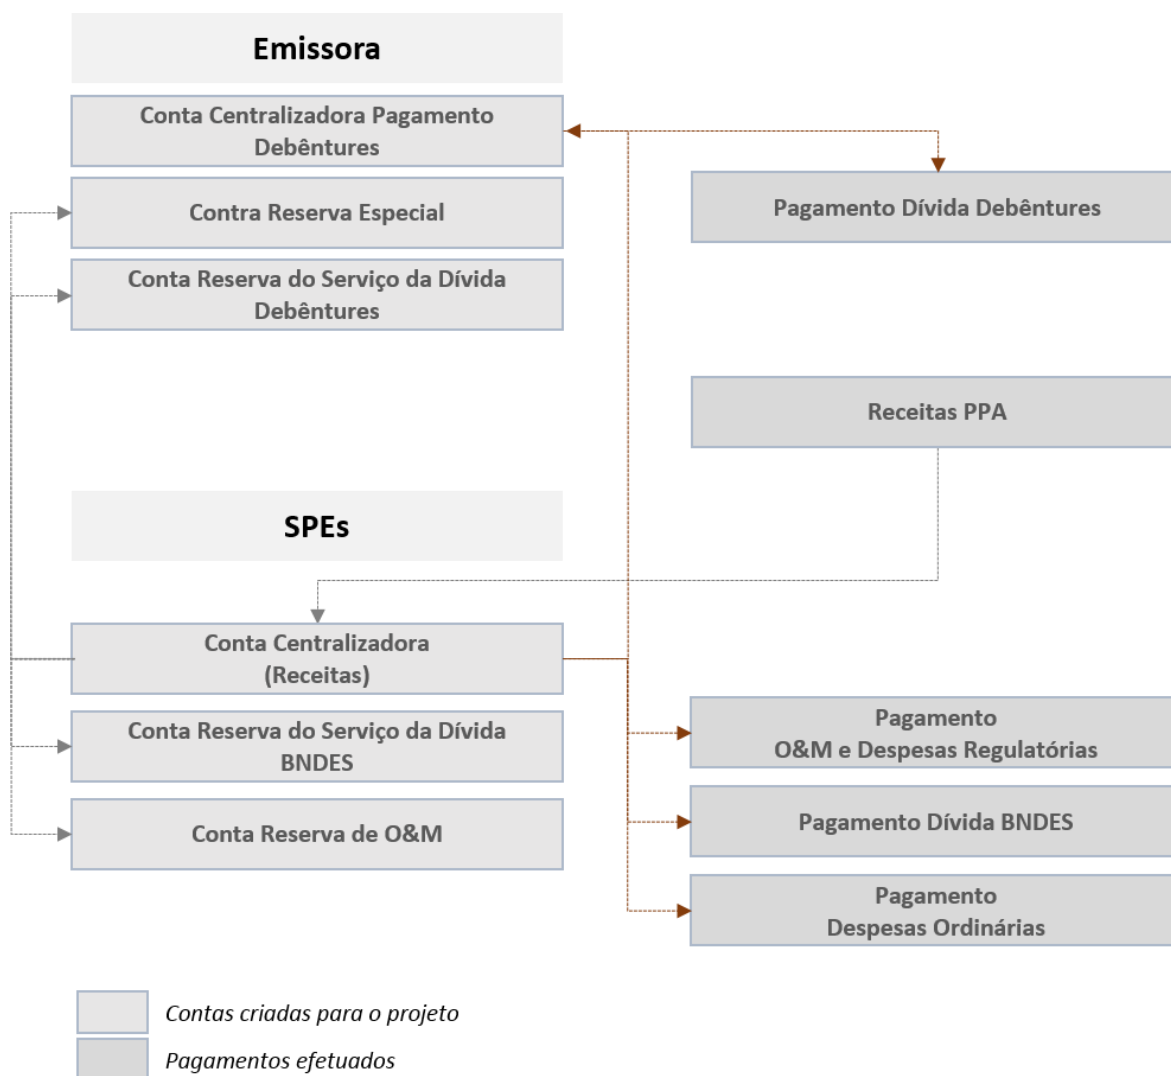 Emissora
Conta Centralizadora Pagamento
Debêntures
Contra Reserva Especial
Conta Reserva do Serviço da Dívida
Debêntures
Pagamento Dívida Debêntures
Receitas PPA
SPEs
Conta Centralizadora
(Receitas)
Conta Reserva do Serviço da Dívida
BNDES
Conta Reserva de O&M
Pagamento
O&M e Despesas Regulatórias
Pagamento Dívida BNDES
Pagamento
Despesas Ordinárias
Contas criadas para o projeto
Pagamentos efetuados